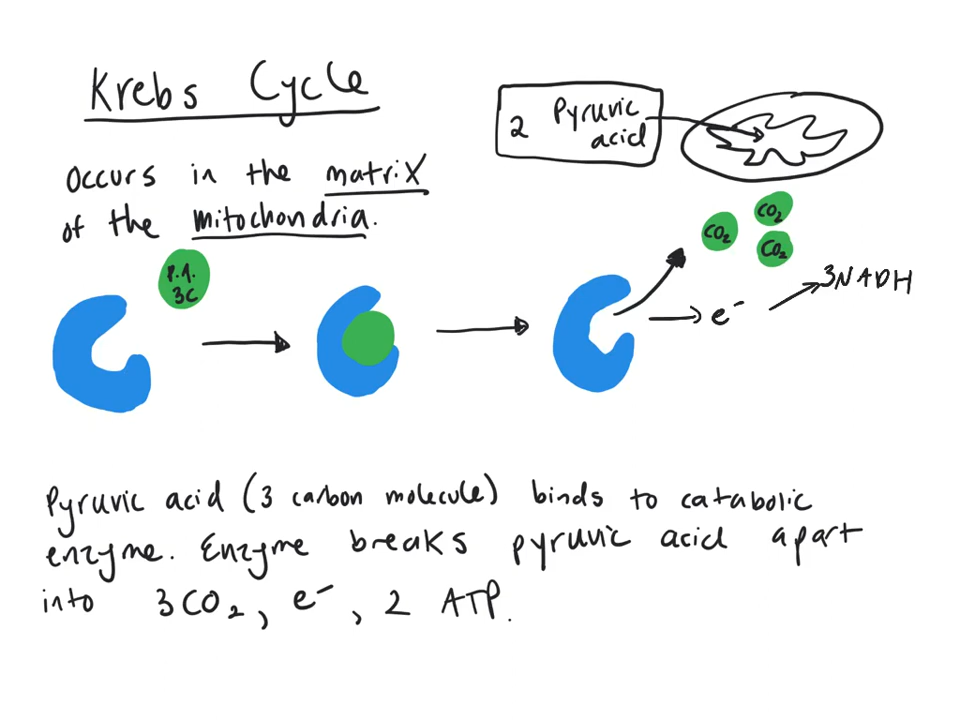 Krebs Cycle
2 Pyruvic
acid
Occurs in the matrix
of the mitochondria.
P.A.
3C
CO₂
CO₂
CO₂
e⁻
3NADH
Pyruvic acid (3 carbon molecule) binds to catabolic
enzyme. Enzyme breaks pyruvic acid apart
into 3CO₂, e⁻, 2 ATP.